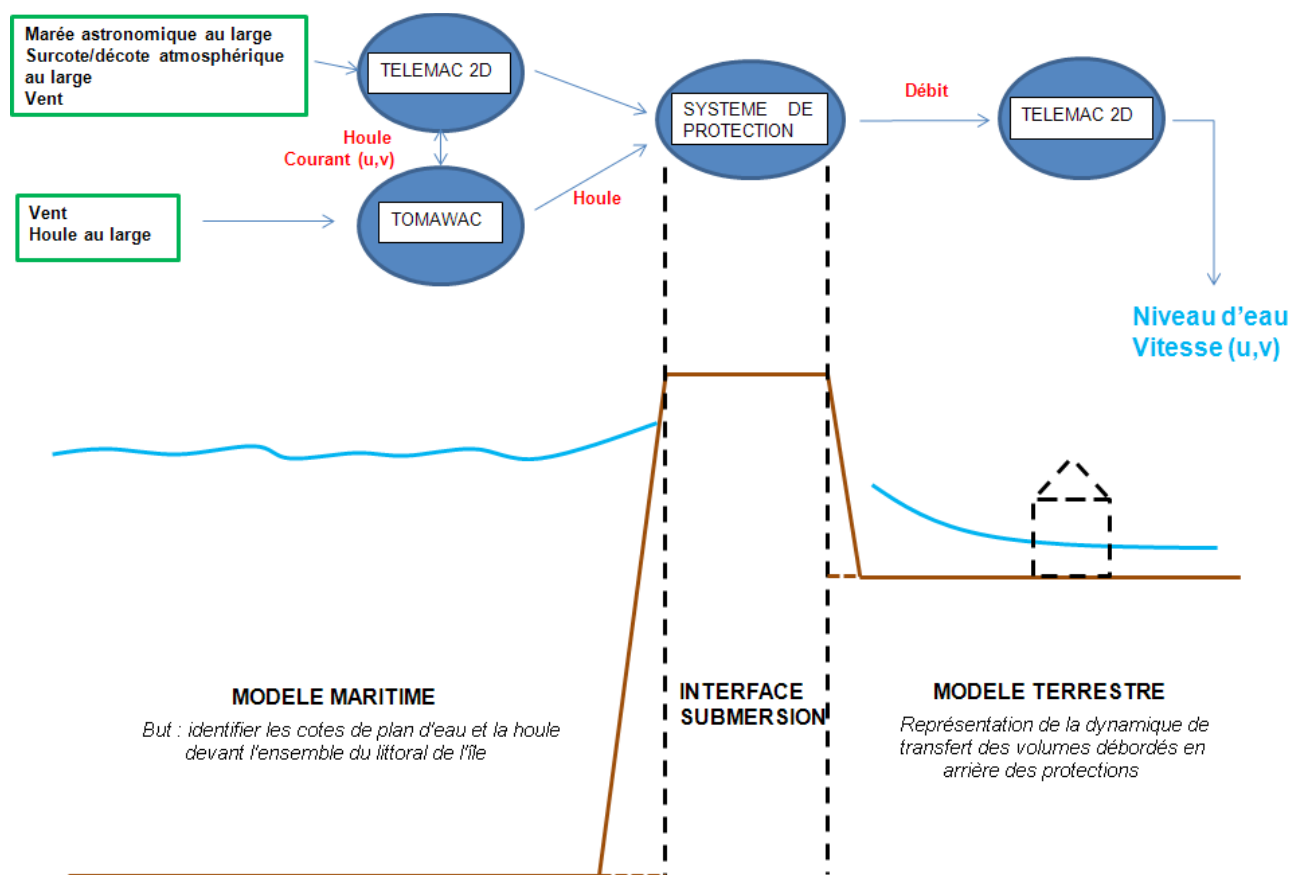 Marée astronomique au large
Surcote/décote atmosphérique
au large
Vent
TELEMAC 2D
Houle
Courant (u,v)
Vent
Houle au large
TOMAWAC
Houle
SYSTEME DE
PROTECTION
Débit
TELEMAC 2D
Niveau d'eau
Vitesse (u,v)
MODELE MARITIME
But : identifier les cotes de plan d'eau et la houle
devant l'ensemble du littoral de l'île
INTERFACE
SUBMERSION
MODELE TERRESTRE
Représentation de la dynamique de
transfert des volumes débordés en
arrière des protections